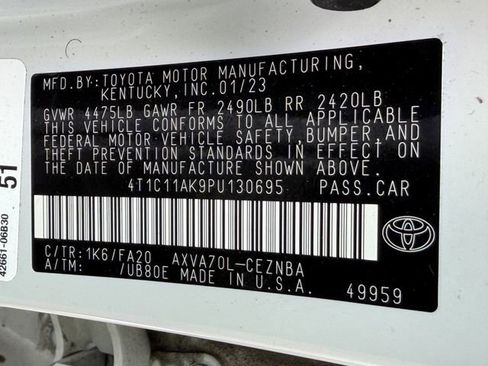 MFD.BY:TOYOTA MOTOR MANUFACTURING,
KENTUCKY, INC.01/23
GVWR 4475LB GAWR FR 2490LB RR 2420LB
THIS VEHICLE CONFORMS TO ALL APPLICABLE
FEDERAL MOTOR VEHICLE SAFETY, BUMPER, AND
THEFT PREVENTION STANDARDS IN EFFECT ON
THE DATE OF MANUFACTURE SHOWN ABOVE.
4T1C11AK9PU130695 PASS.CAR
C/TR:1K6/FA20 AXVA70L-CEZNBA
A/TM: /UB80E MADE IN U.S.A.
49959
TOYOTA
42661-06B30
51